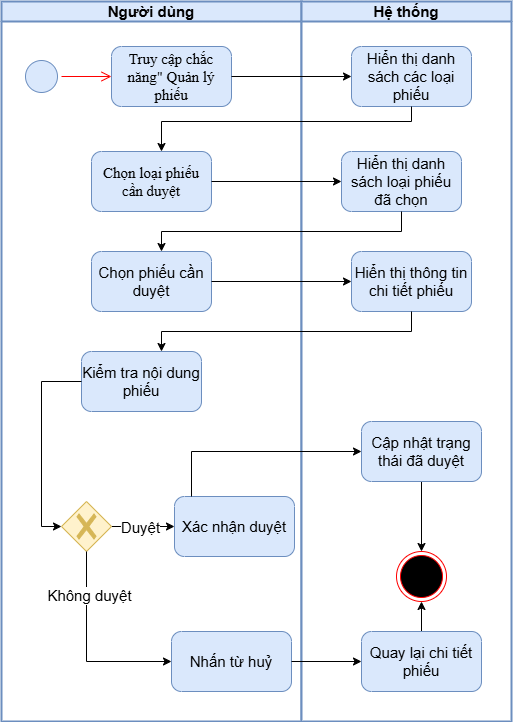 Người dùng
Hệ thống
Truy cập chắc
năng" Quản lý
phiếu
Hiển thị danh
sách các loại
phiếu
Chọn loại phiếu
cần duyệt
Hiển thị danh
sách loại phiếu
đã chọn
Chọn phiếu cần
duyệt
Hiển thị thông tin
chi tiết phiếu
Kiểm tra nội dung
phiếu
Cập nhật trạng
thái đã duyệt
Duyệt
Xác nhận duyệt
Không duyệt
Nhấn từ huỷ
Quay lại chi tiết
phiếu